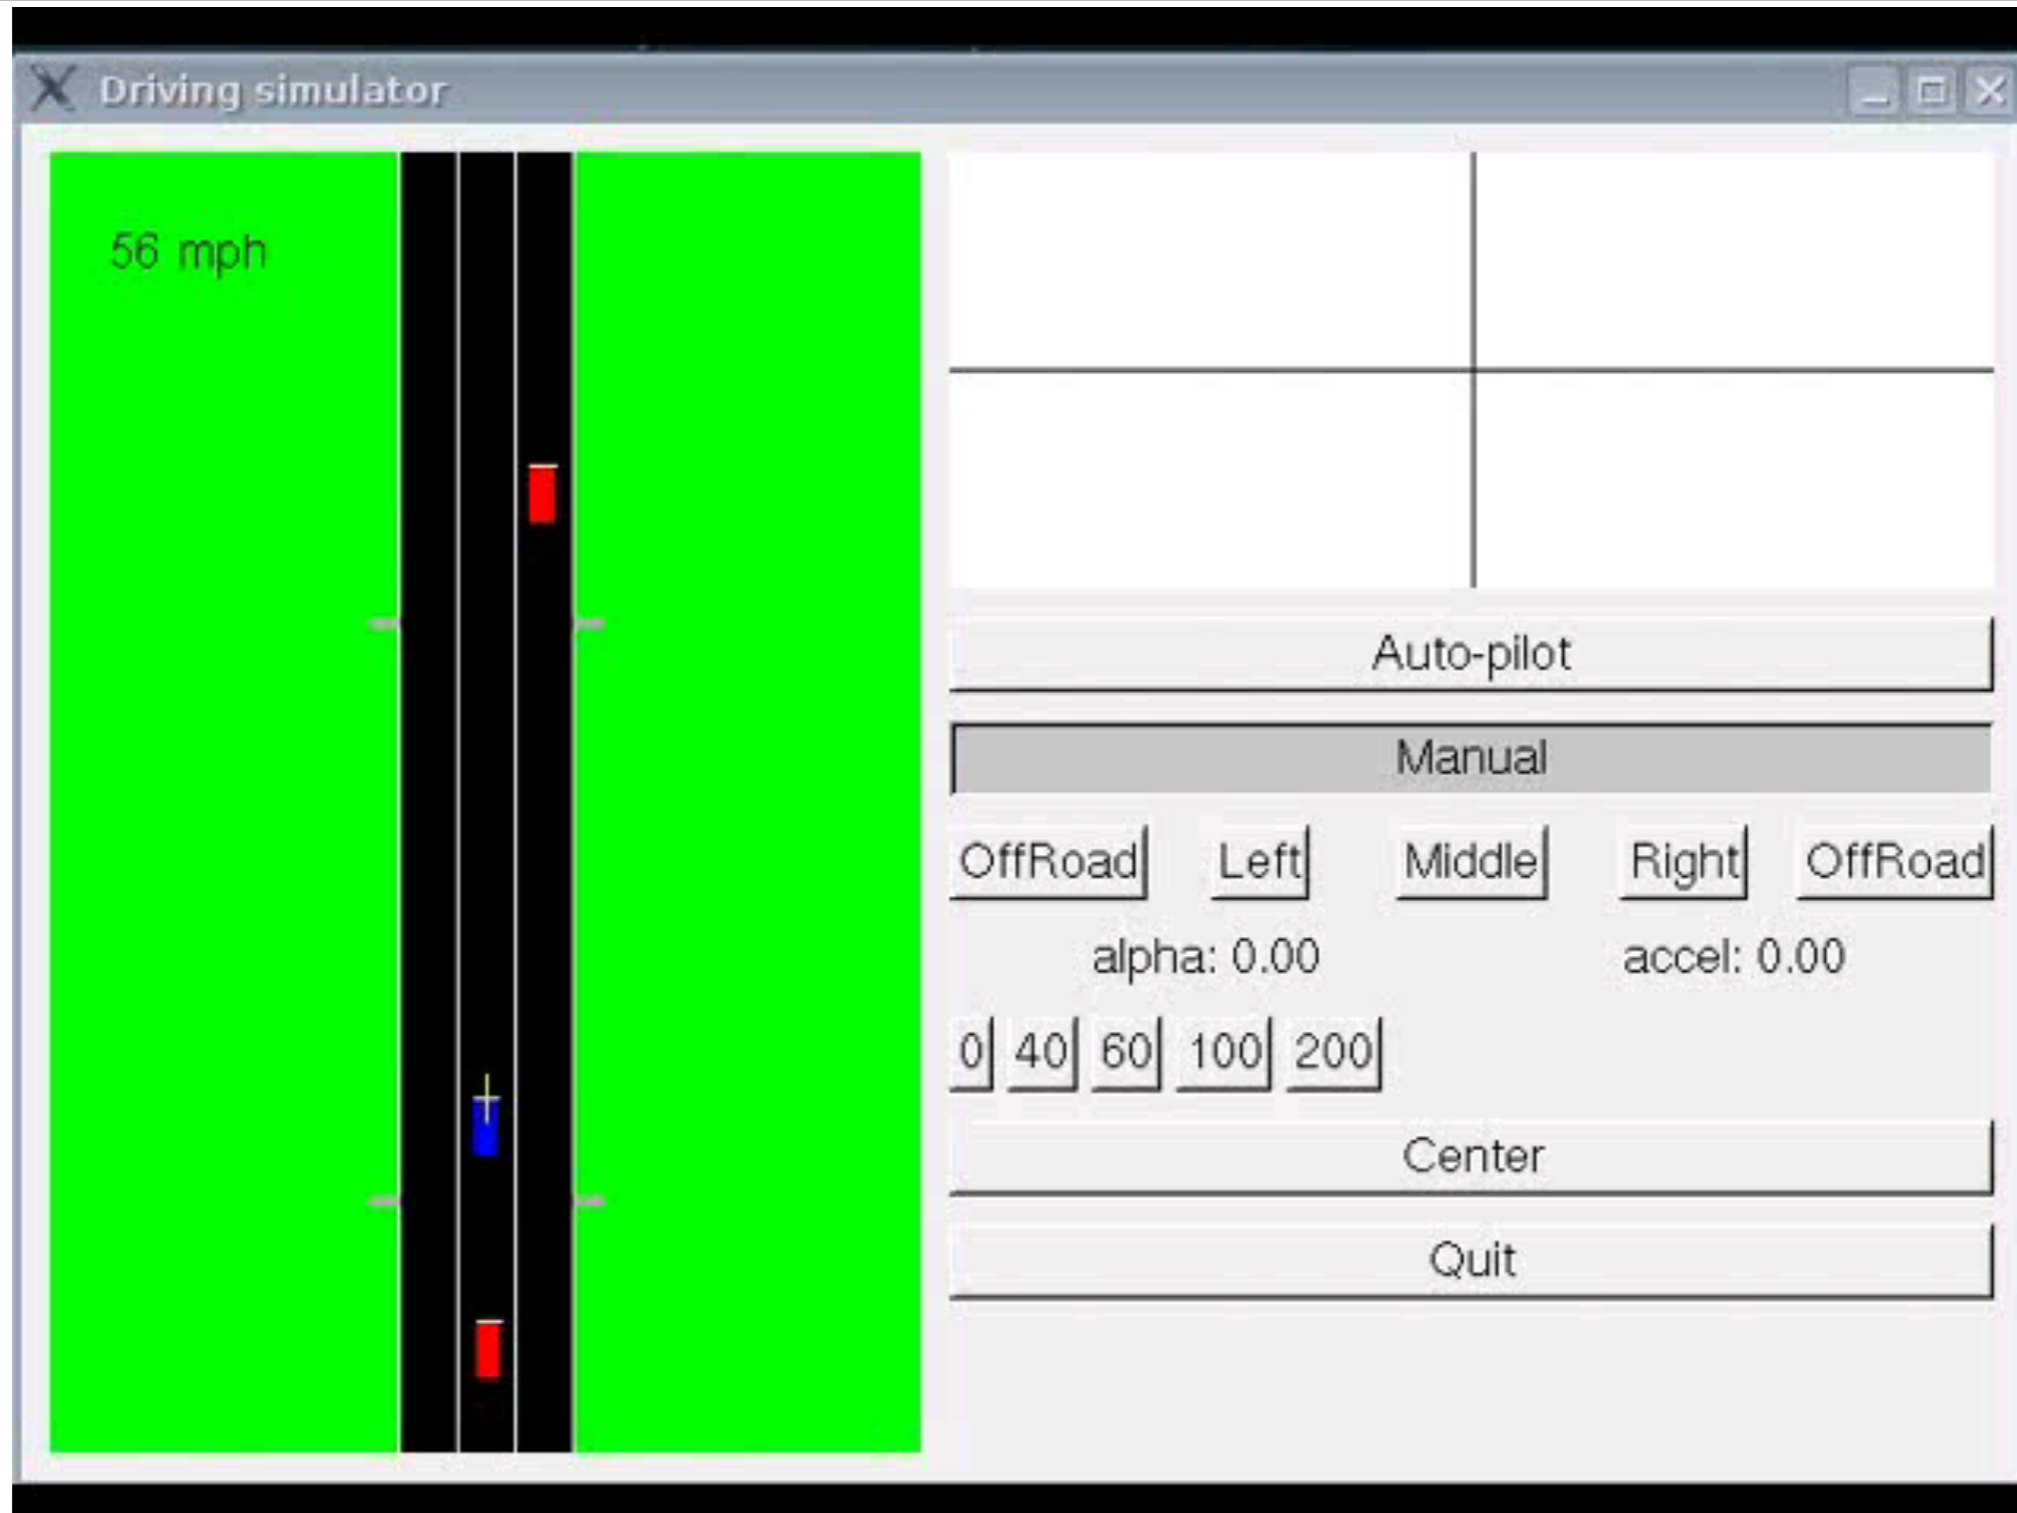 Driving simulator
56 mph
Auto-pilot
Manual
OffRoad Left Middle Right OffRoad
alpha: 0.00 accel: 0.00
0 40 60 100 200
Center
Quit